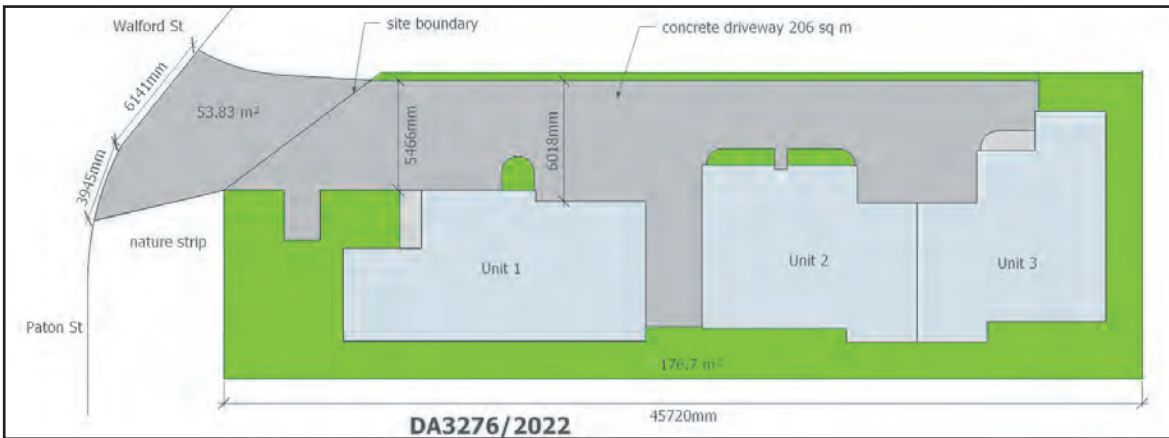 Walford St
site boundary
concrete driveway 206 sq m
6141mm
53.83 m²
5466mm
6018mm
3945mm
nature strip
Unit 1
Unit 2
Unit 3
Paton St
176.7 m²
45720mm
DA3276/2022